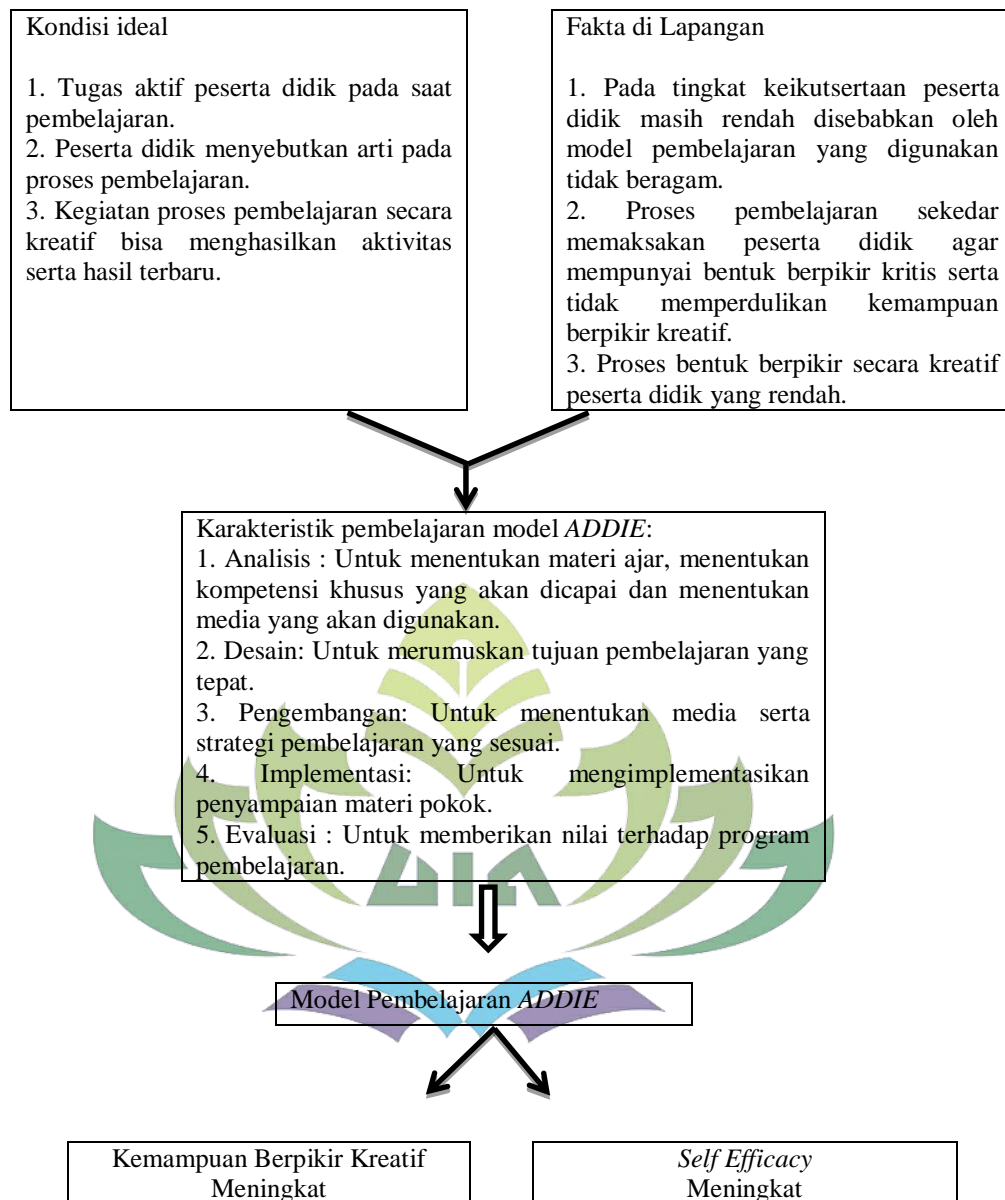 Kondisi ideal
1. Tugas aktif peserta didik pada saat
pembelajaran.
2. Peserta didik menyebutkan arti pada
proses pembelajaran.
3. Kegiatan proses pembelajaran secara
kreatif bisa menghasilkan aktivitas
serta hasil terbaru.
Fakta di Lapangan
1. Pada tingkat keikutsertaan peserta
didik masih rendah disebabkan oleh
model pembelajaran yang digunakan
tidak beragam.
2. Proses pembelajaran sekedar
memaksakan peserta didik agar
mempunyai bentuk berpikir kritis serta
tidak memperdulikan kemampuan
berpikir kreatif.
3. Proses bentuk berpikir secara kreatif
peserta didik yang rendah.
Karakteristik pembelajaran model ADDIE:
1. Analisis : Untuk menentukan materi ajar, menentukan
kompetensi khusus yang akan dicapai dan menentukan
media yang akan digunakan.
2. Desain: Untuk merumuskan tujuan pembelajaran yang
tepat.
3. Pengembangan: Untuk menentukan media serta
strategi pembelajaran yang sesuai.
4. Implementasi: Untuk mengimplementasikan
penyampaian materi pokok.
5. Evaluasi : Untuk memberikan nilai terhadap program
pembelajaran.
UIN
Model Pembelajaran ADDIE
Kemampuan Berpikir Kreatif
Meningkat
Self Efficacy
Meningkat